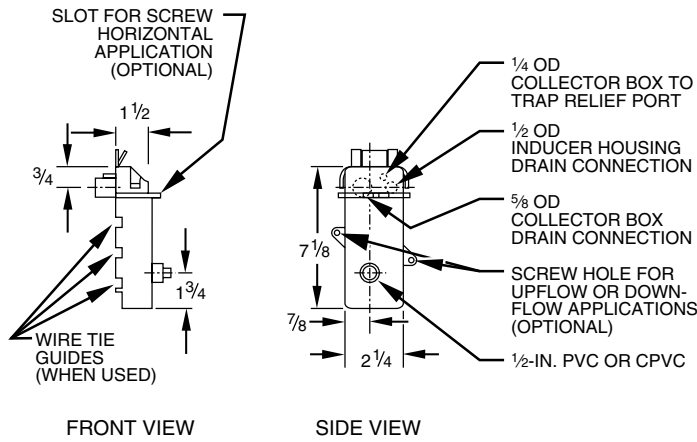 SLOT FOR SCREW
HORIZONTAL
APPLICATION
(OPTIONAL)
1 1⁄2
3⁄4
1 3⁄4
WIRE TIE
GUIDES
(WHEN USED)
FRONT VIEW
1⁄4 OD
COLLECTOR BOX TO
TRAP RELIEF PORT
1⁄2 OD
INDUCER HOUSING
DRAIN CONNECTION
5⁄8 OD
COLLECTOR BOX
DRAIN CONNECTION
7 1⁄8
SCREW HOLE FOR
UPFLOW OR DOWN-
FLOW APPLICATIONS
(OPTIONAL)
7⁄8
2 1⁄4
1⁄2-IN. PVC OR CPVC
SIDE VIEW